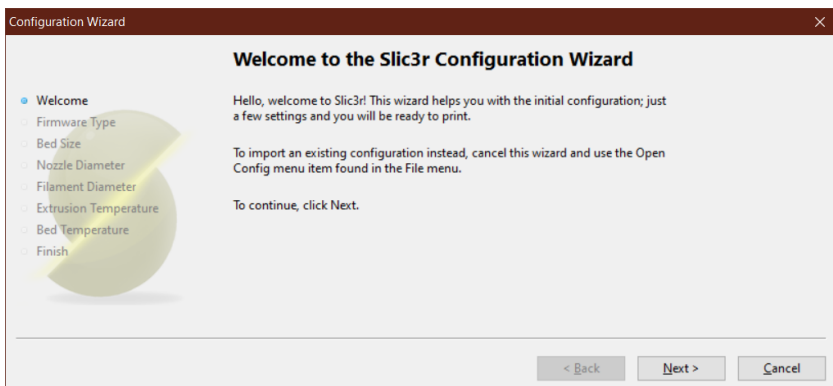 Configuration Wizard
Welcome to the Slic3r Configuration Wizard
Welcome
Firmware Type
Bed Size
Nozzle Diameter
Filament Diameter
Extrusion Temperature
Bed Temperature
Finish
Hello, welcome to Slic3r! This wizard helps you with the initial configuration; just
a few settings and you will be ready to print.
To import an existing configuration instead, cancel this wizard and use the Open
Config menu item found in the File menu.
To continue, click Next.
< Back
Next >
Cancel